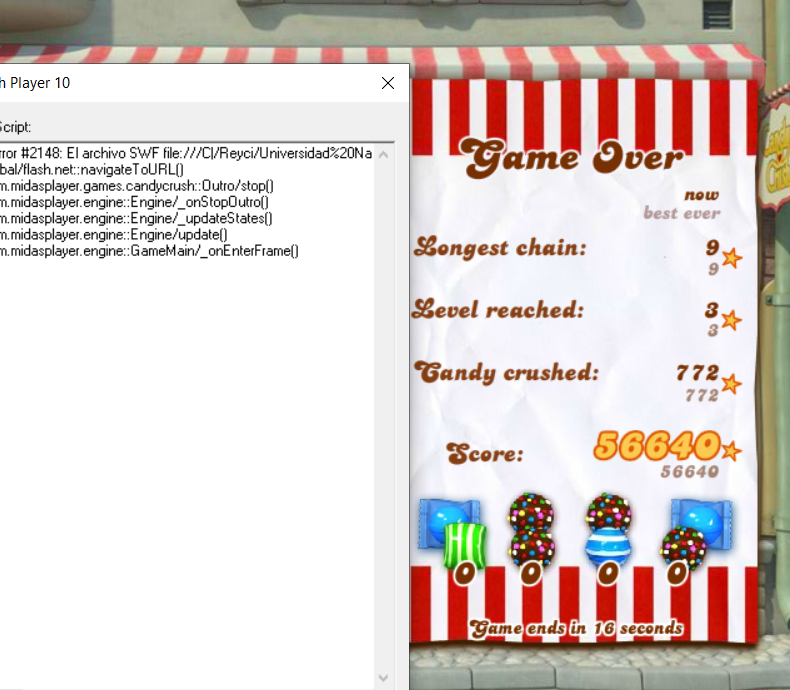 h Player 10
Script:
rror #2148: El archivo SWF file:///C|/Reyci/Universidad%20Na
bal/flash.net::navigateToURL()
m.midasplayer.games.candycrush::Outro/stop()
m.midasplayer.engine::Engine/_onStopOutro()
m.midasplayer.engine::Engine/_updateStates()
m.midasplayer.engine::Engine/update()
m.midasplayer.engine::GameMain/_onEnterFrame()
Game Over
now
best ever
Longest chain: 9
9
Level reached: 3
3
Candy crushed: 772
772
Score: 56640
56640
0 0 0 0
Game ends in 16 seconds
Candy
Crush